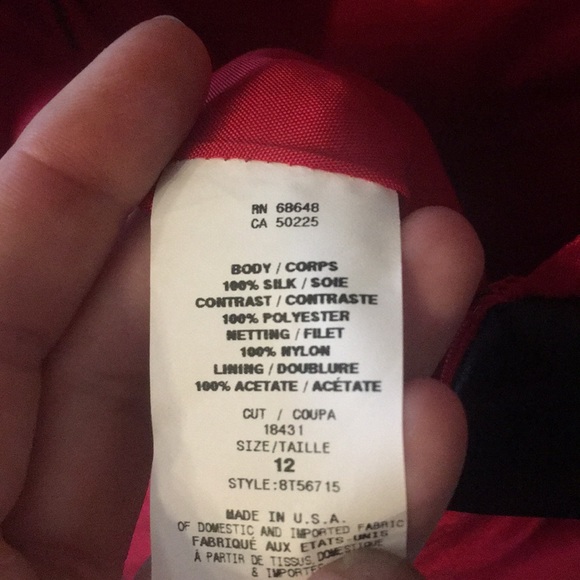 RN 68648
CA 50225
BODY / CORPS
100% SILK / SOIE
CONTRAST / CONTRASTE
100% POLYESTER
NETTING / FILET
100% NYLON
LINING / DOUBLURE
100% ACETATE / ACÉTATE
CUT / COUPA
18431
SIZE/TAILLE
12
STYLE:8T56715
MADE IN U.S.A.
OF DOMESTIC AND IMPORTED FABRIC
FABRIQUÉ AUX ETATS-UNIS
À PARTIR DE TISSUS DOMESTIQUE
& IMPORTÉ